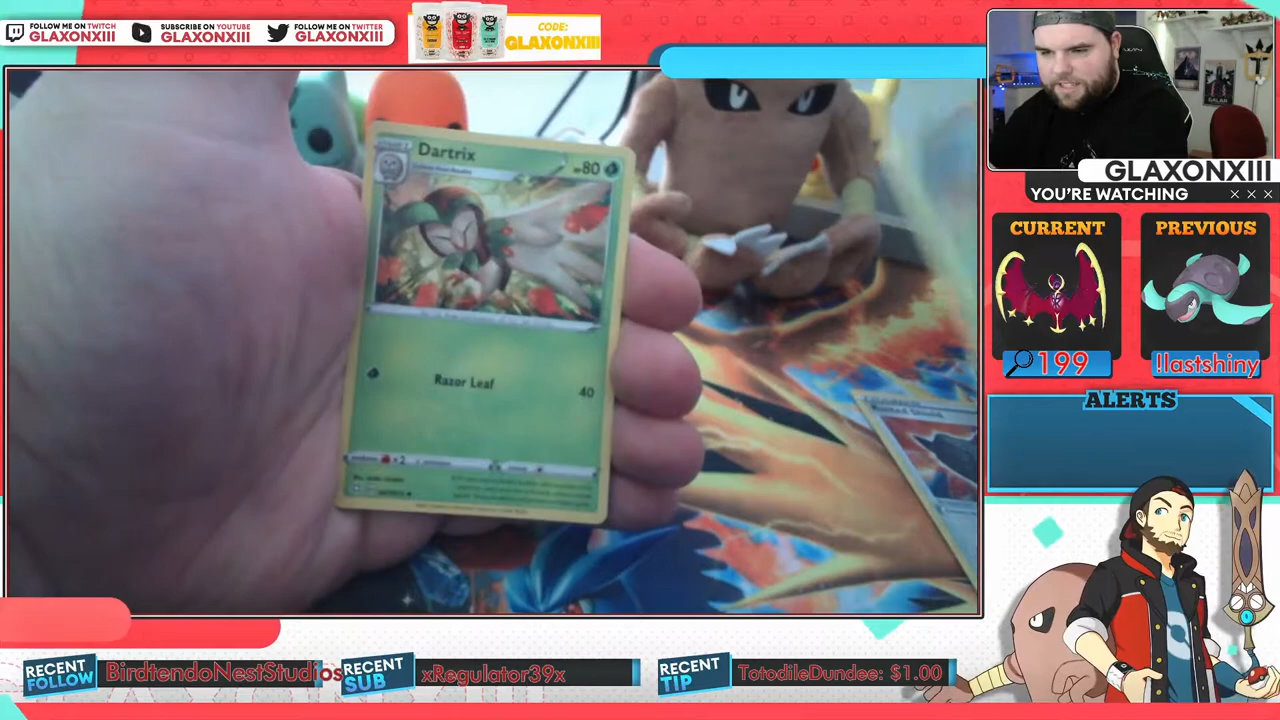 FOLLOW ME ON TWITCH
GLAXONXIII
SUBSCRIBE ON YOUTUBE
GLAXONXIII
FOLLOW ME ON TWITTER
GLAXONXIII
CODE:
GLAXONXIII
GLAXONXIII
YOU'RE WATCHING
CURRENT
199
PREVIOUS
!lastshiny
ALERTS
Dartrix
HP 80
Razor Leaf
40
×2
RECENT FOLLOW
BirdtendoNestStudios
RECENT SUB
xRegulator39x
RECENT TIP
TotodileDundee: $1.00